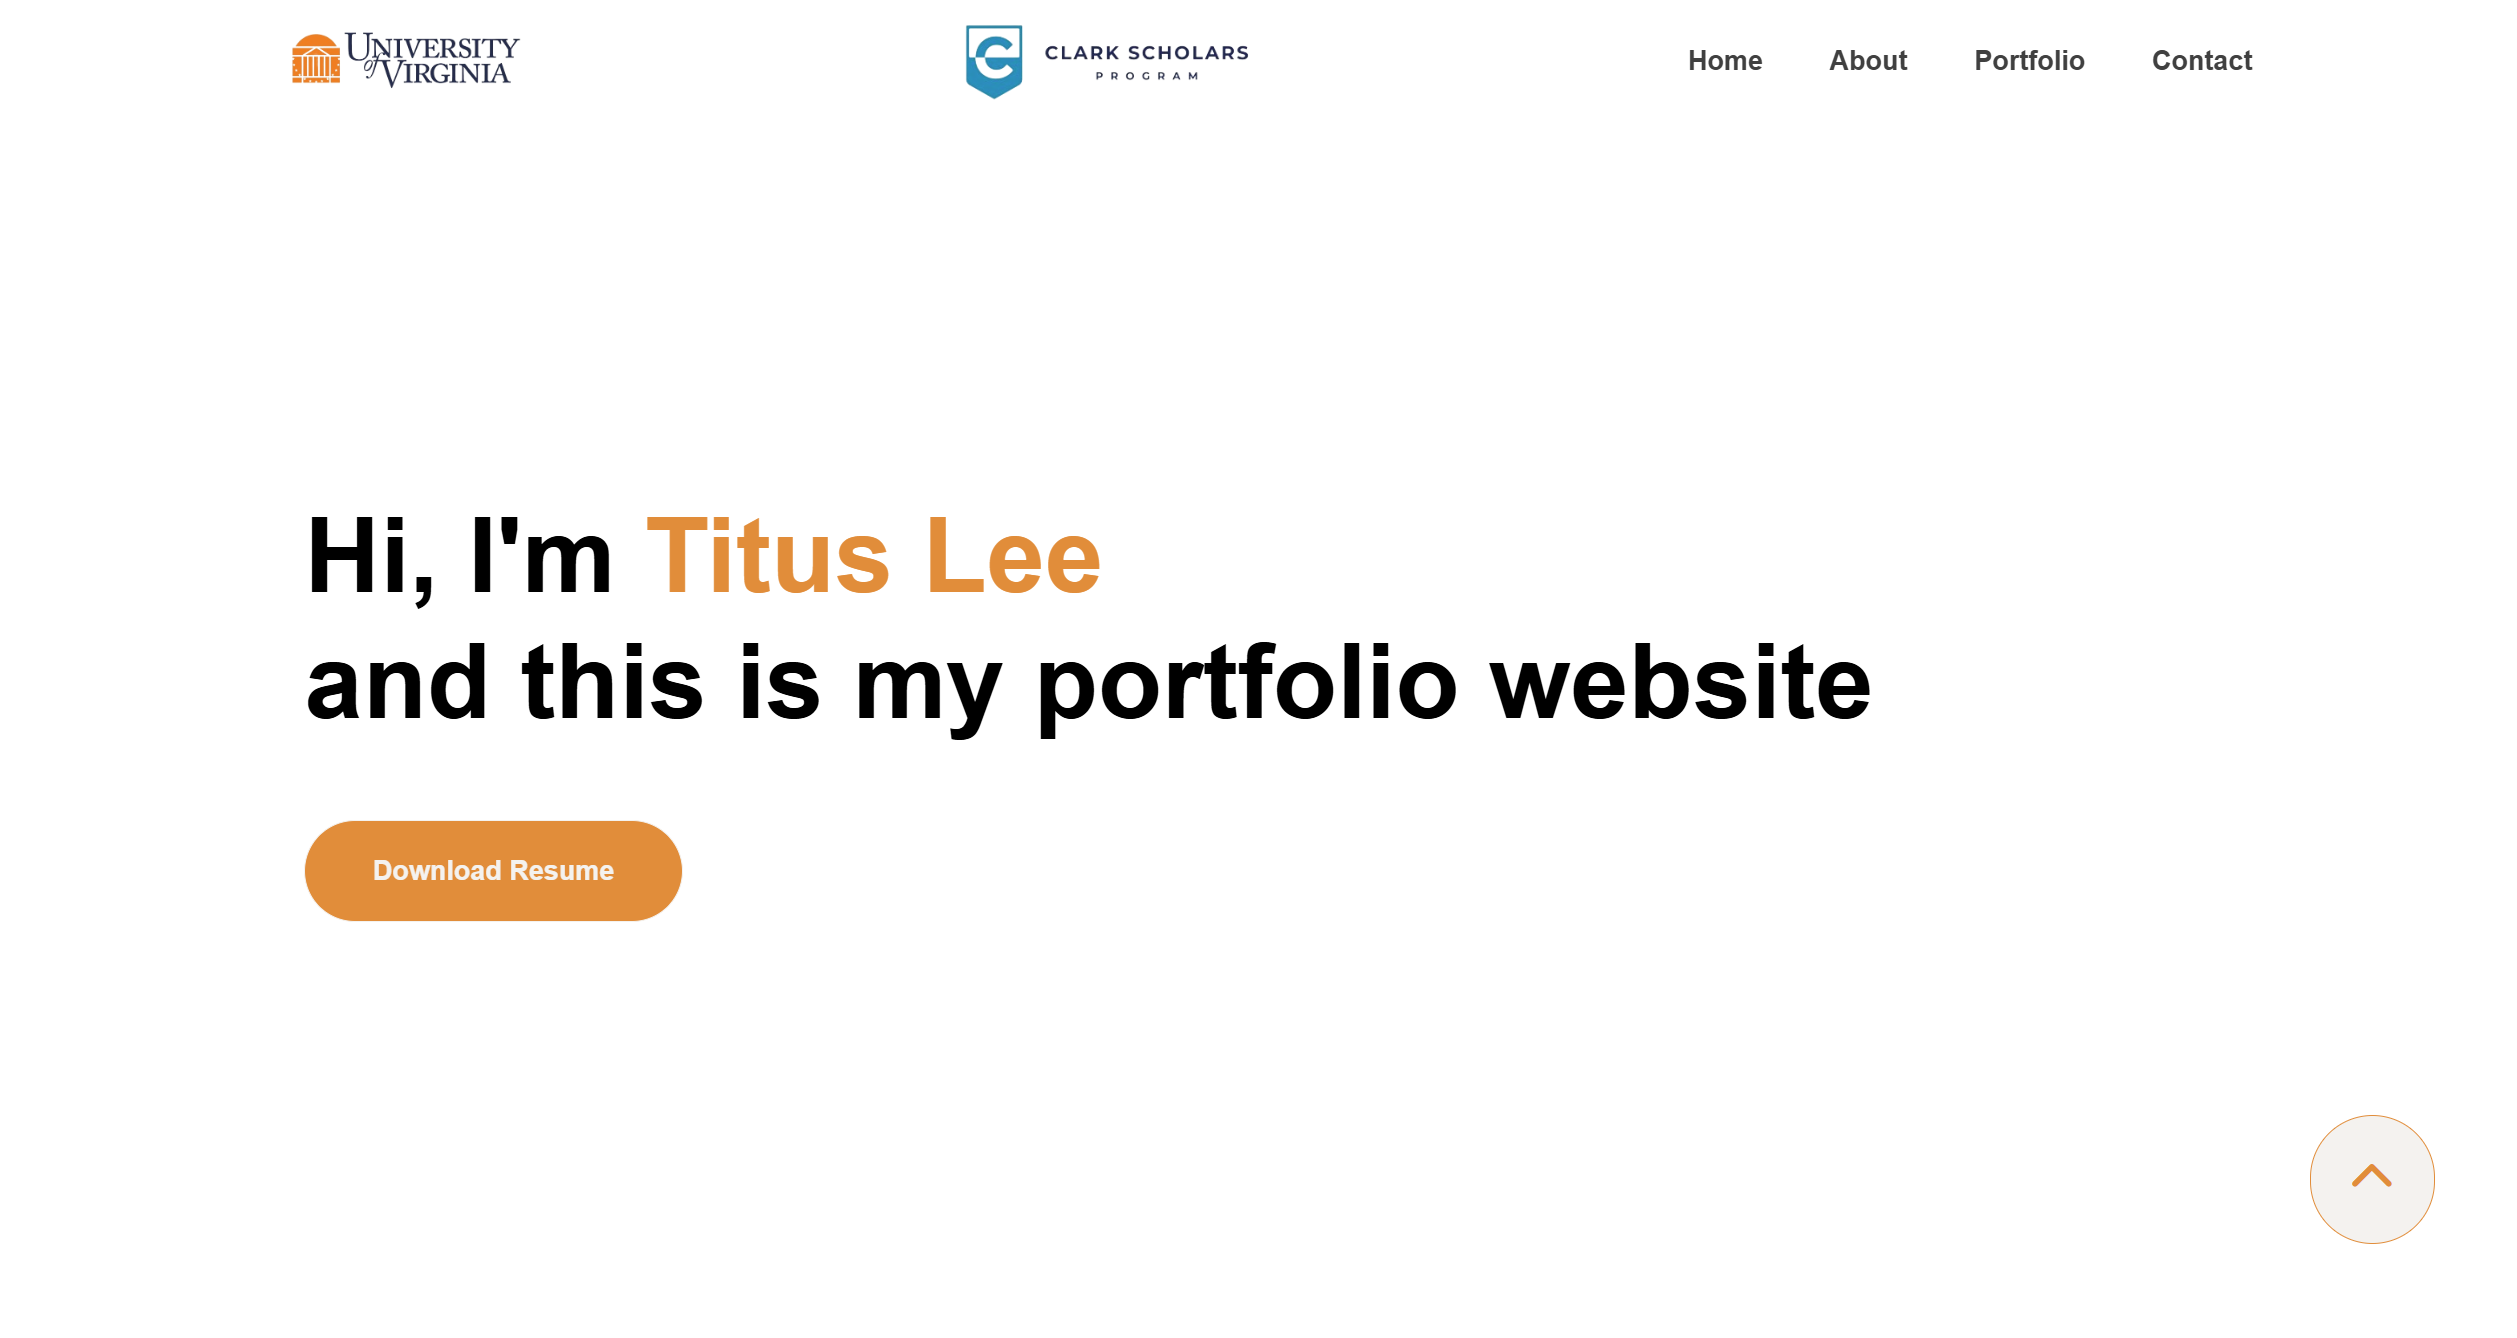 UNIVERSITY
of VIRGINIA
CLARK SCHOLARS
PROGRAM
Home
About
Portfolio
Contact
Hi, I'm Titus Lee
and this is my portfolio website
Download Resume